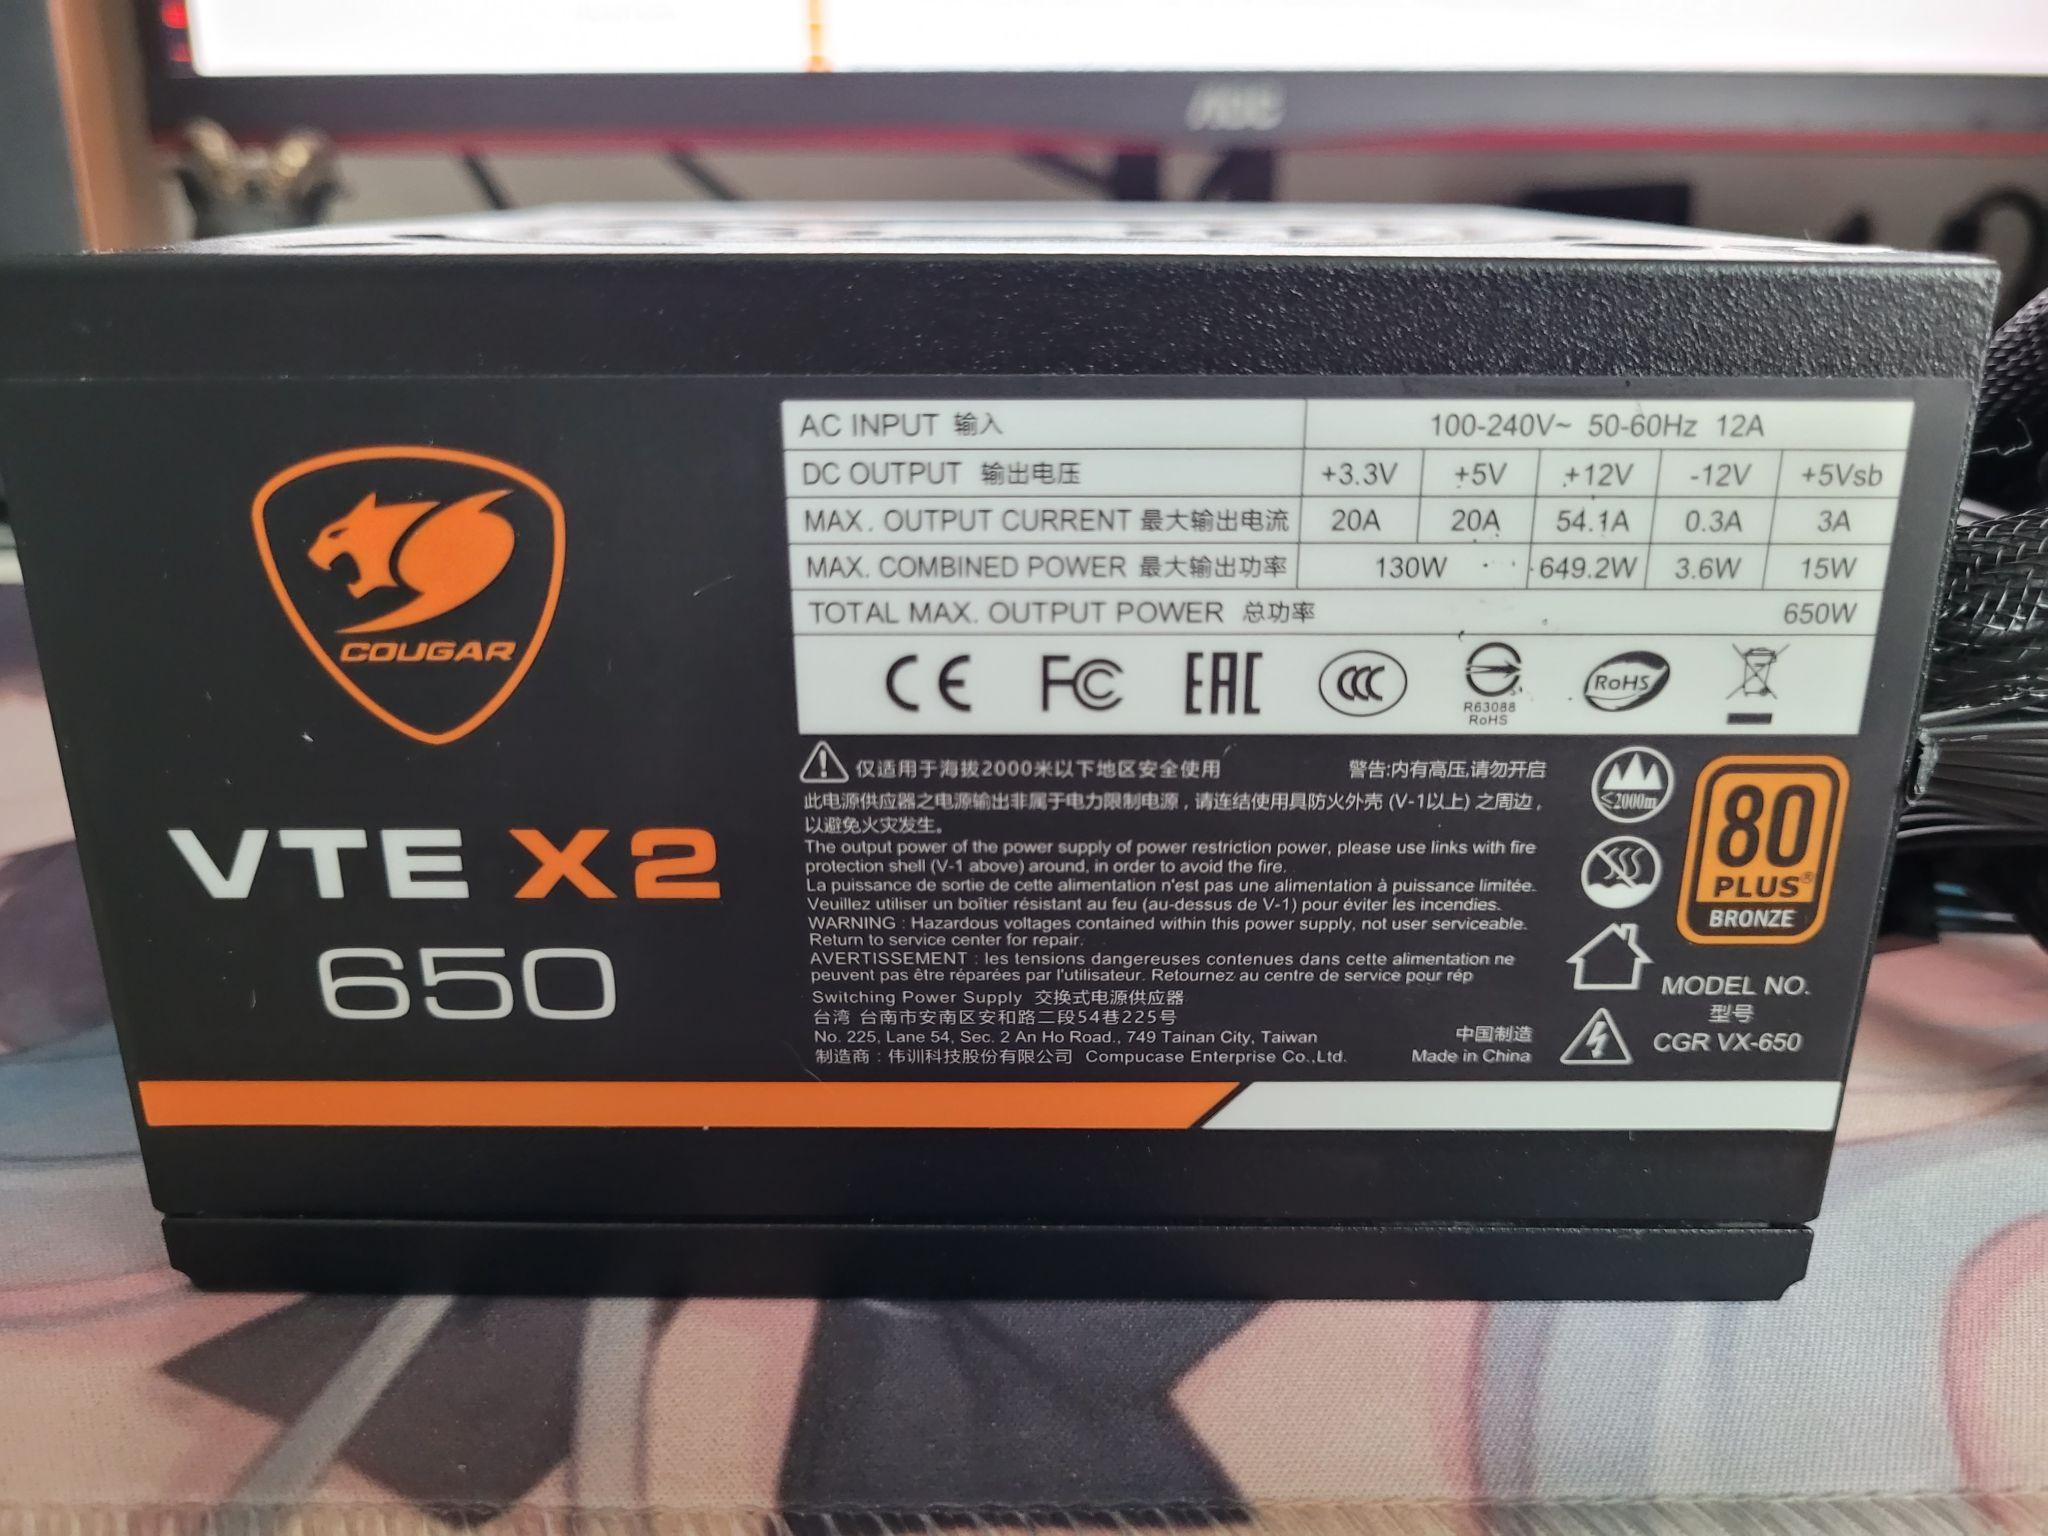 AOC
COUGAR
VTE X2
650
AC INPUT 输入 100-240V~ 50-60Hz 12A
DC OUTPUT 输出电压 +3.3V +5V +12V -12V +5Vsb
MAX. OUTPUT CURRENT 最大输出电流 20A 20A 54.1A 0.3A 3A
MAX. COMBINED POWER 最大输出功率 130W 649.2W 3.6W 15W
TOTAL MAX. OUTPUT POWER 总功率 650W
CE FC EAC CCC R63088 RoHS RoHS
仅适用于海拔2000米以下地区安全使用 警告:内有高压,请勿开启
此电源供应器之电源输出非属于电力限制电源，请连结使用具防火外壳 (V-1以上) 之周边，
以避免火灾发生。
The output power of the power supply of power restriction power, please use links with fire
protection shell (V-1 above) around, in order to avoid the fire.
La puissance de sortie de cette alimentation n'est pas une alimentation à puissance limitée.
Veuillez utiliser un boîtier résistant au feu (au-dessus de V-1) pour éviter les incendies.
WARNING : Hazardous voltages contained within this power supply, not user serviceable.
Return to service center for repair.
AVERTISSEMENT : les tensions dangereuses contenues dans cette alimentation ne
peuvent pas être réparées par l'utilisateur. Retournez au centre de service pour rép
Switching Power Supply 交换式电源供应器
台湾 台南市安南区安和路二段54巷225号
No. 225, Lane 54, Sec. 2 An Ho Road., 749 Tainan City, Taiwan
制造商：伟训科技股份有限公司 Compucase Enterprise Co.,Ltd.
中国制造
Made in China
≤2000m
80
PLUS®
BRONZE
MODEL NO.
型号
CGR VX-650